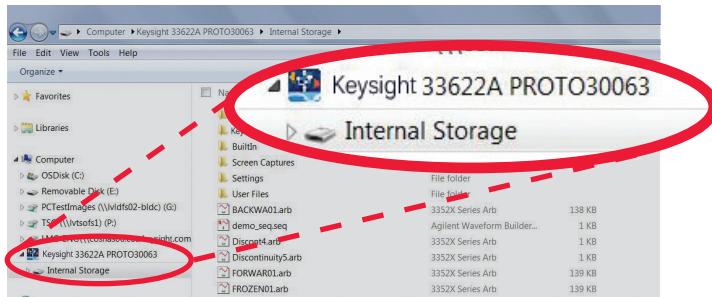 Computer Keysight 33622A PROTO30063 Internal Storage
File Edit View Tools Help
Organize
Favorites
Libraries
Computer
OSDisk (C:)
Removable Disk (E:)
PCTestImages (\\lvldfs02-bldc) (G:)
(P:)
Keysight 33622A PROTO30063
Internal Storage
BuiltIn
Screen Captures
Settings File folder
User Files File folder
BACKWA01.arb 3352X Series Arb 138 KB
demo_seq.seq Agilent Waveform Builder... 1 KB
Discont4.arb 3352X Series Arb 1 KB
Discontinuity5.arb 3352X Series Arb 1 KB
FORWAR01.arb 3352X Series Arb 139 KB
FROZEN01.arb 3352X Series Arb 139 KB
Keysight 33622A PROTO30063
Internal Storage